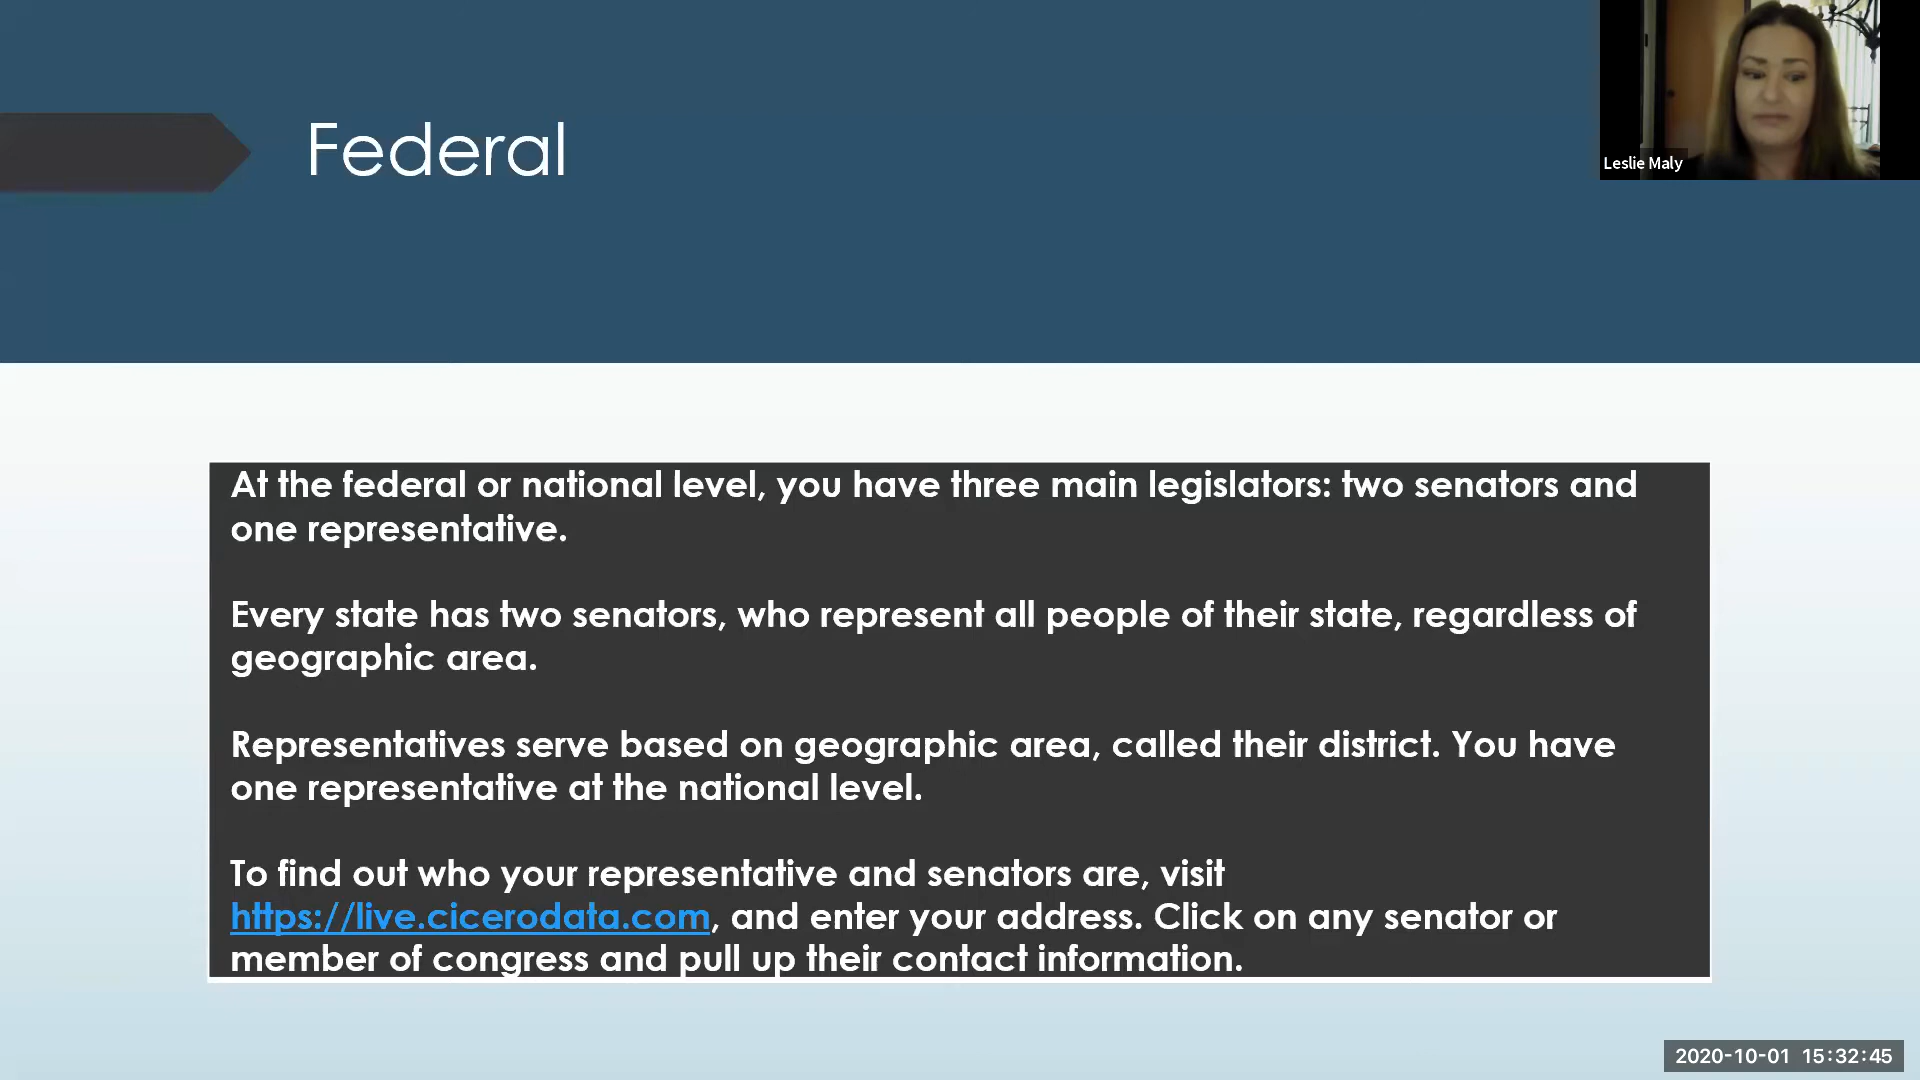 Federal
Leslie Maly
At the federal or national level, you have three main legislators: two senators and
one representative.
Every state has two senators, who represent all people of their state, regardless of
geographic area.
Representatives serve based on geographic area, called their district. You have
one representative at the national level.
To find out who your representative and senators are, visit
https://live.cicerodata.com, and enter your address. Click on any senator or
member of congress and pull up their contact information.
2020-10-01 15:32:45